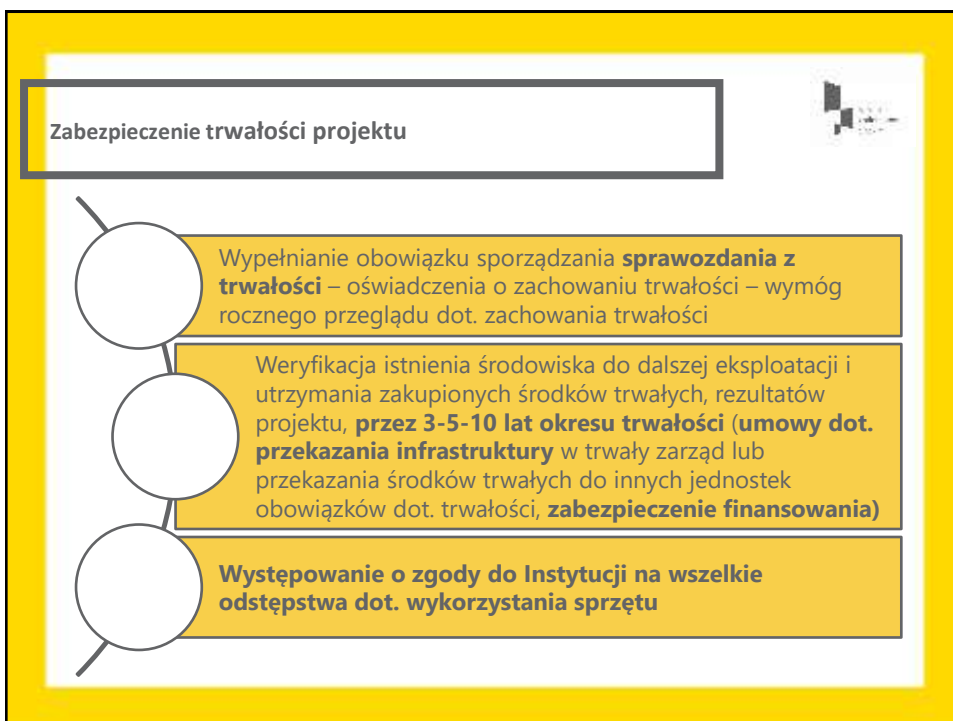 Zabezpieczenie trwałości projektu
Wypełnianie obowiązku sporządzania sprawozdania z
trwałości – oświadczenia o zachowaniu trwałości – wymóg
rocznego przeglądu dot. zachowania trwałości
Weryfikacja istnienia środowiska do dalszej eksploatacji i
utrzymania zakupionych środków trwałych, rezultatów
projektu, przez 3-5-10 lat okresu trwałości (umowy dot.
przekazania infrastruktury w trwały zarząd lub
przekazania środków trwałych do innych jednostek
obowiązków dot. trwałości, zabezpieczenie finansowania)
Występowanie o zgody do Instytucji na wszelkie
odstępstwa dot. wykorzystania sprzętu